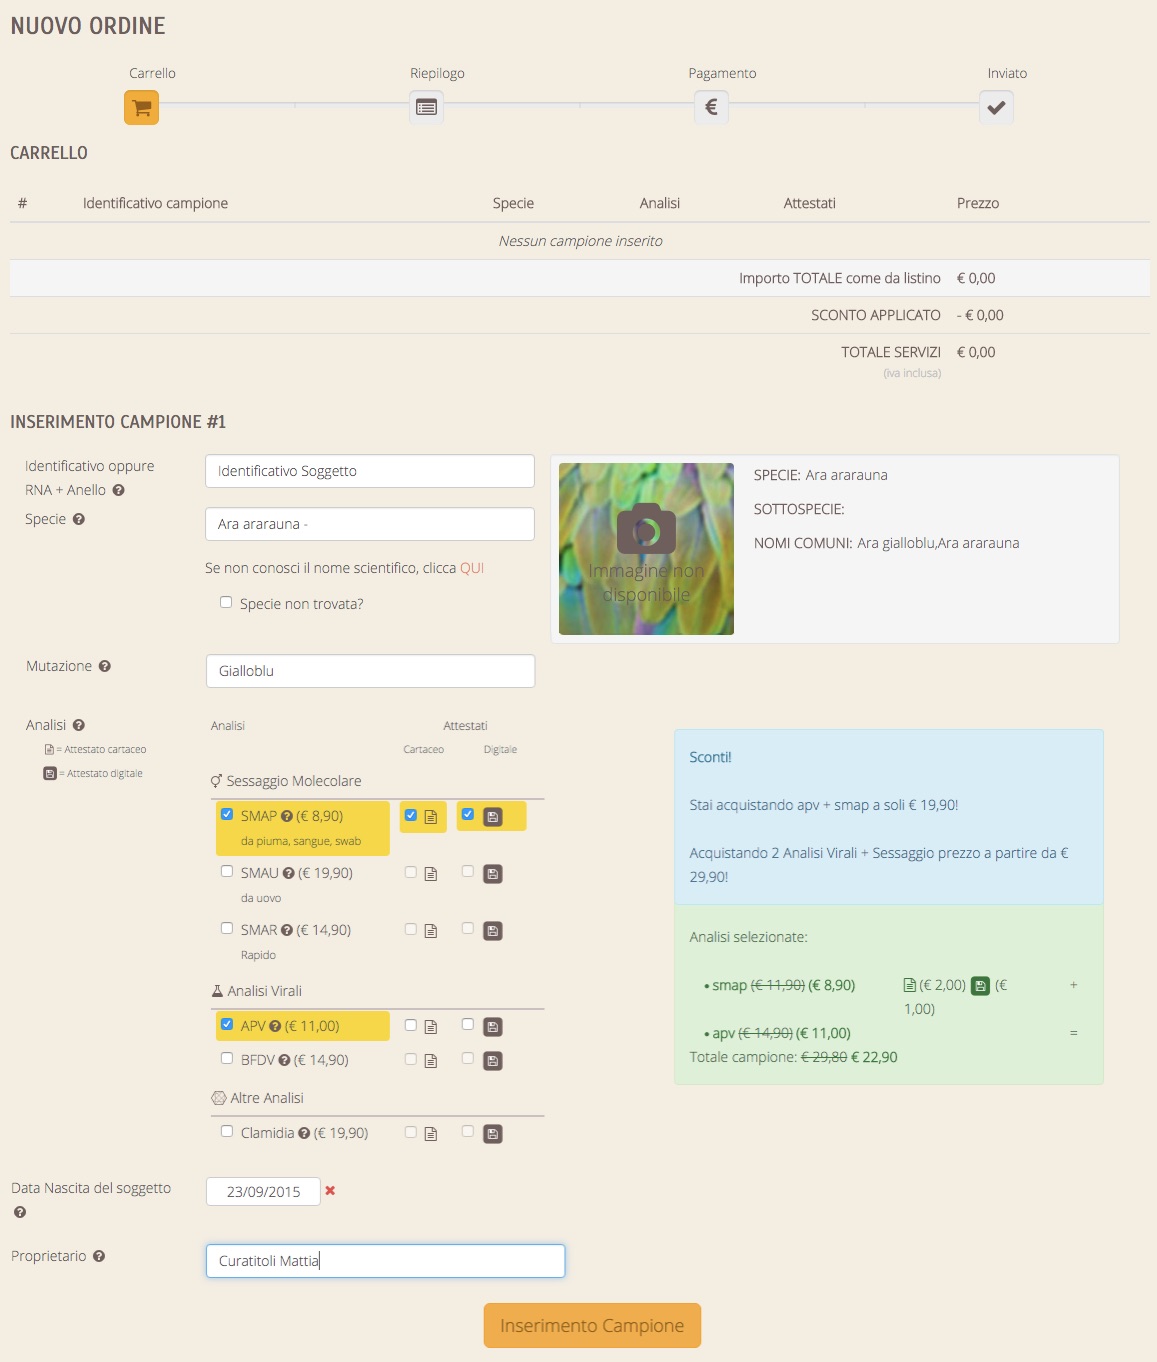 NUOVO ORDINE
Carrello Riepilogo Pagamento Inviato
CARRELLO
# Identificativo campione Specie Analisi Attestati Prezzo
Nessun campione inserito
Importo TOTALE come da listino € 0,00
SCONTO APPLICATO - € 0,00
TOTALE SERVIZI € 0,00
(iva inclusa)
INSERIMENTO CAMPIONE #1
Identificativo oppure
RNA + Anello
Identificativo Soggetto
Specie
Ara ararauna -
Se non conosci il nome scientifico, clicca QUI
Specie non trovata?
Immagine non
disponibile
SPECIE: Ara ararauna
SOTTOSPECIE:
NOMI COMUNI: Ara gialloblu,Ara ararauna
Mutazione
Gialloblu
Analisi
= Attestato cartaceo
= Attestato digitale
Analisi Attestati
Cartaceo Digitale
Sessaggio Molecolare
SMAP (€ 8,90)
da piuma, sangue, swab
SMAU (€ 19,90)
da uovo
SMAR (€ 14,90)
Rapido
Analisi Virali
APV (€ 11,00)
BFDV (€ 14,90)
Altre Analisi
Clamidia (€ 19,90)
Sconti!
Stai acquistando apv + smap a soli € 19,90!
Acquistando 2 Analisi Virali + Sessaggio prezzo a partire da €
29,90!
Analisi selezionate:
• smap (€ 11,90) (€ 8,90) (€ 2,00) (€ +
1,00)
• apv (€ 14,90) (€ 11,00) =
Totale campione: € 29,80 € 22,90
Data Nascita del soggetto
23/09/2015
Proprietario
Curatitoli Mattia
Inserimento Campione